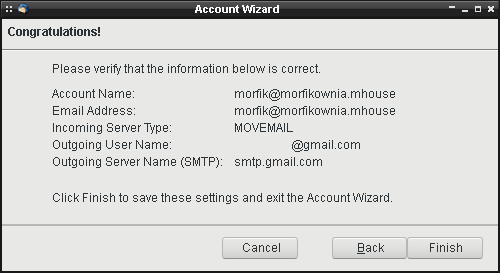 Account Wizard
Congratulations!
Please verify that the information below is correct.
Account Name: morfik@morfikownia.mhouse
Email Address: morfik@morfikownia.mhouse
Incoming Server Type: MOVEMAIL
Outgoing User Name: @gmail.com
Outgoing Server Name (SMTP): smtp.gmail.com
Click Finish to save these settings and exit the Account Wizard.
Cancel Back Finish